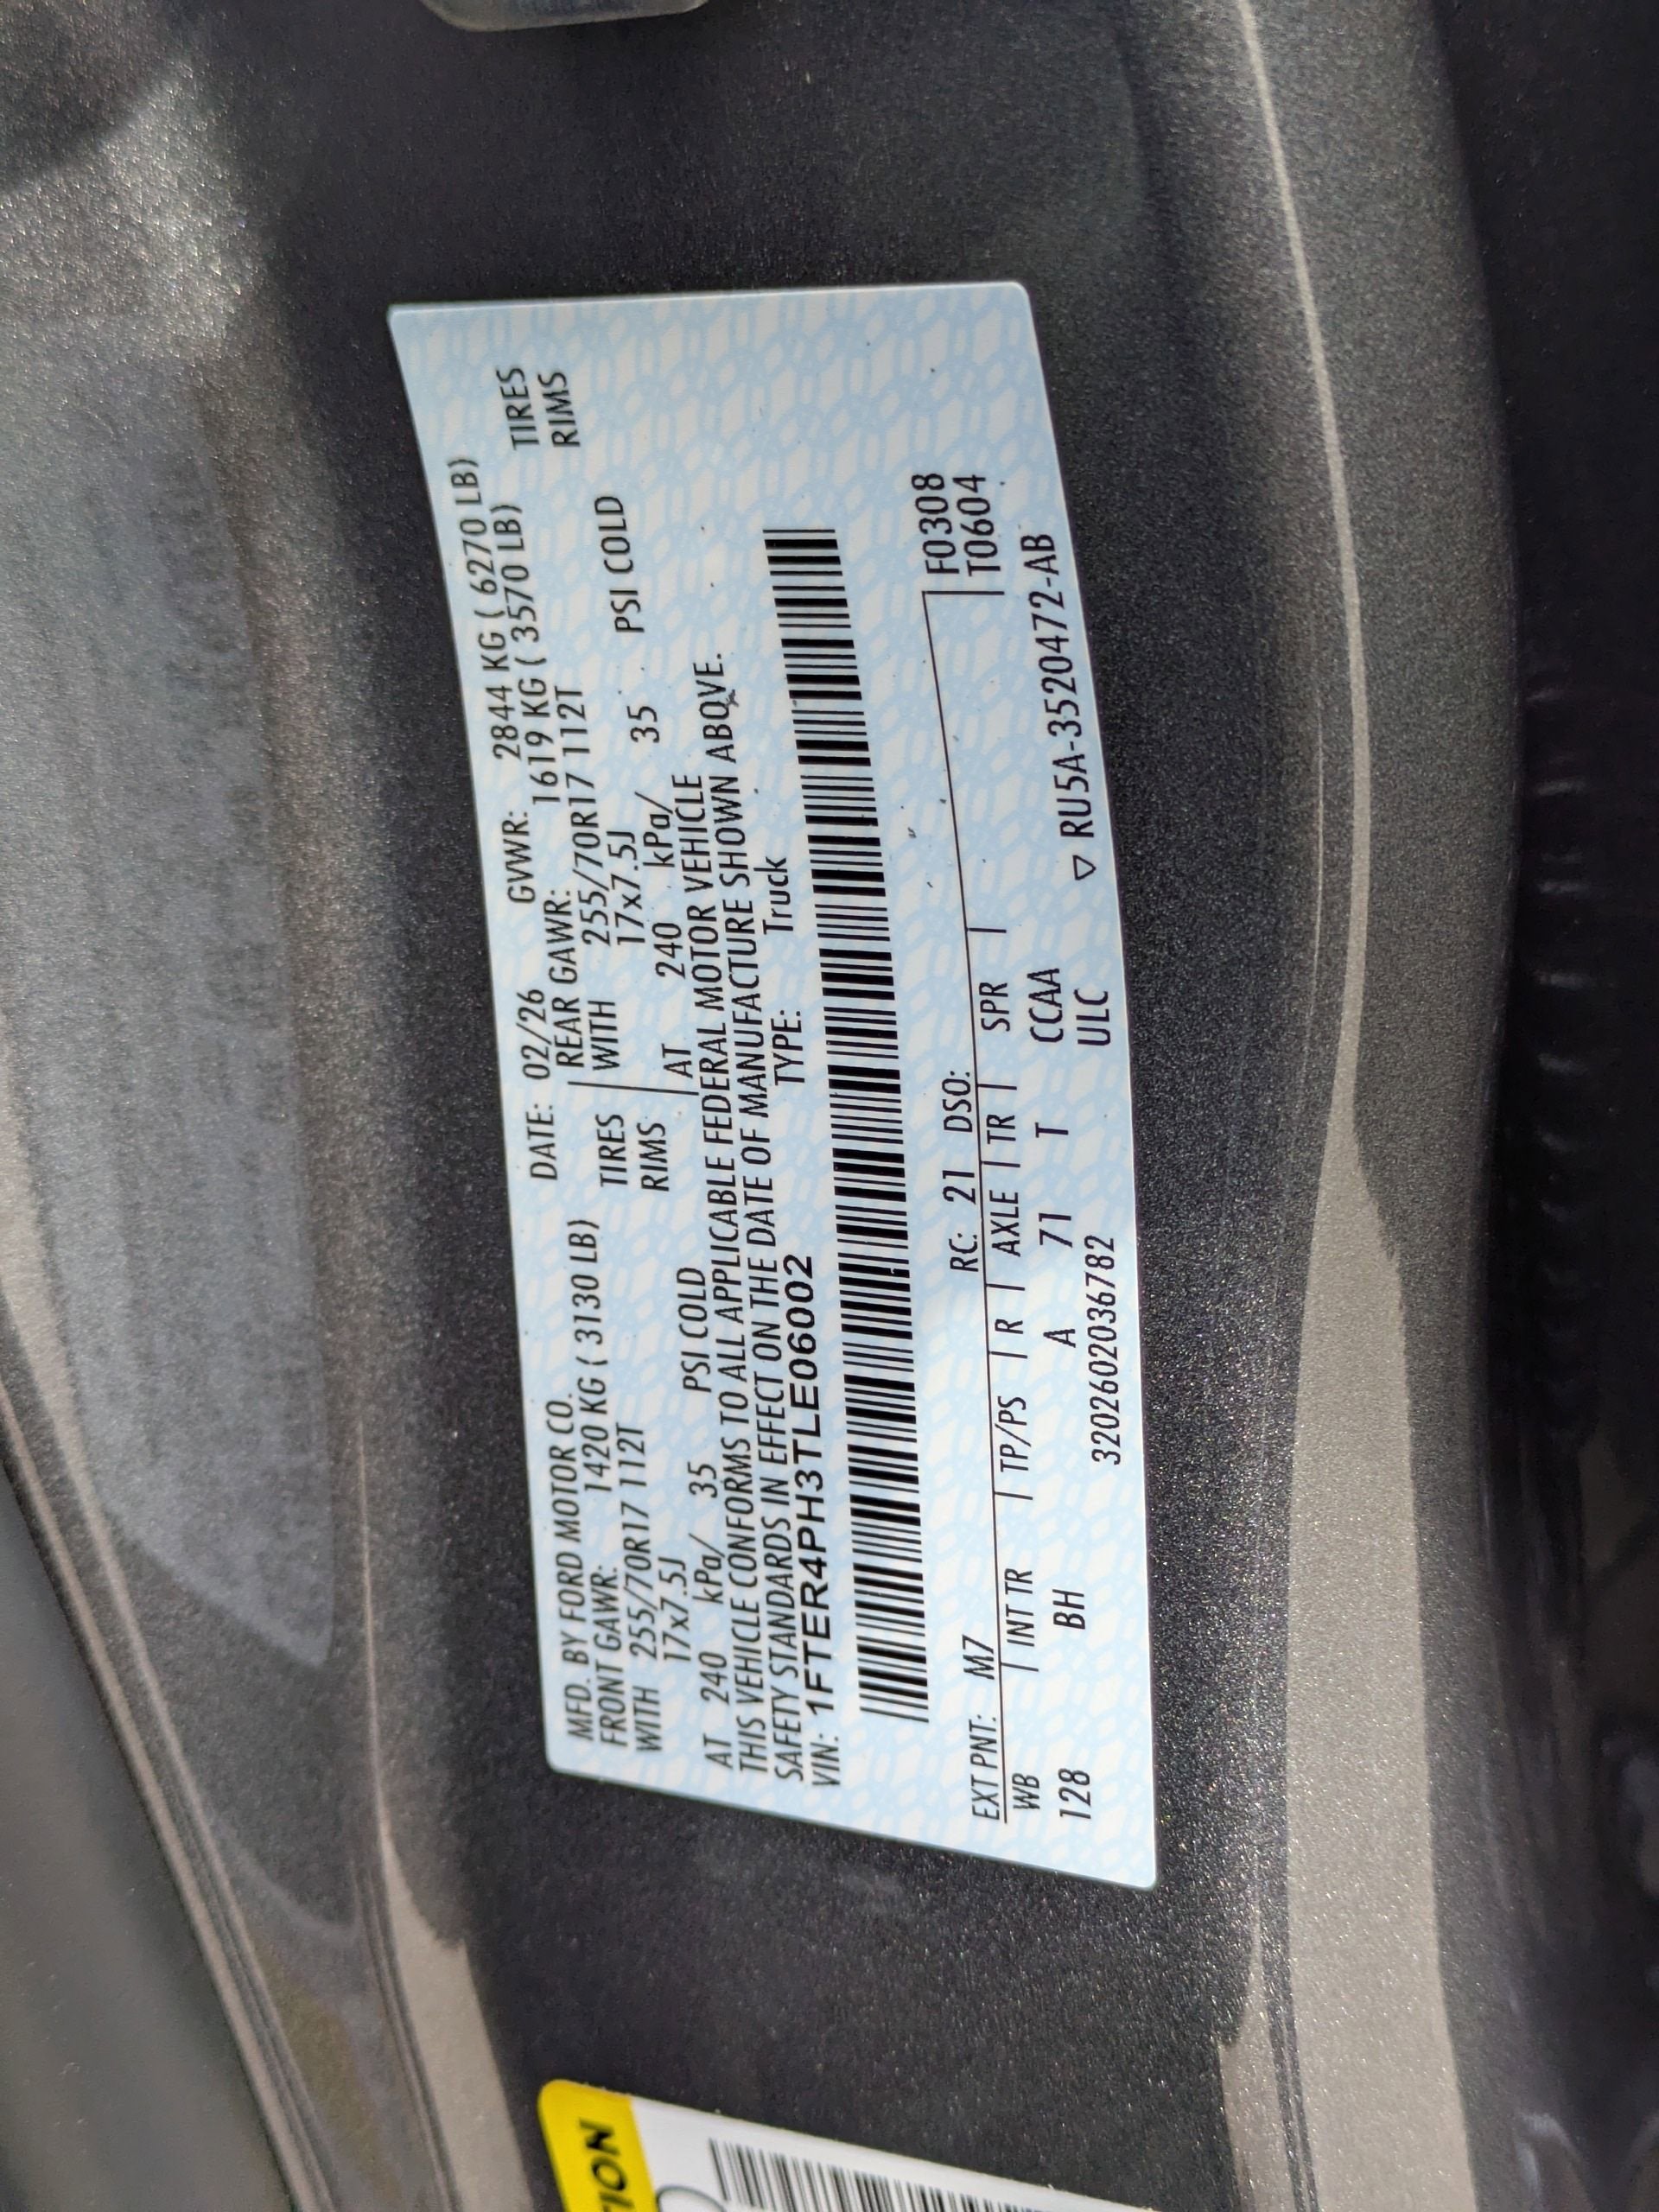 MFD. BY FORD MOTOR CO. DATE: 02/26 GVWR: 2844 KG ( 6270 LB)
FRONT GAWR: 1420 KG ( 3130 LB) REAR GAWR: 1619 KG ( 3570 LB)
WITH 255/70R17 112T TIRES WITH 255/70R17 112T TIRES
17x7.5J RIMS 17x7.5J RIMS
AT 240 kPa/ 35 PSI COLD AT 240 kPa/ 35 PSI COLD
THIS VEHICLE CONFORMS TO ALL APPLICABLE FEDERAL MOTOR VEHICLE
SAFETY STANDARDS IN EFFECT ON THE DATE OF MANUFACTURE SHOWN ABOVE.
VIN: 1FTER4PH3TLE06002 TYPE: Truck
F0308
EXT PNT: M7 RC: 21 DSO: T0604
WB INT TR TP/PS R AXLE TR SPR
128 BH A 71 T CCAA
3202602036782 ULC ▽ RU5A-3520472-AB
TION